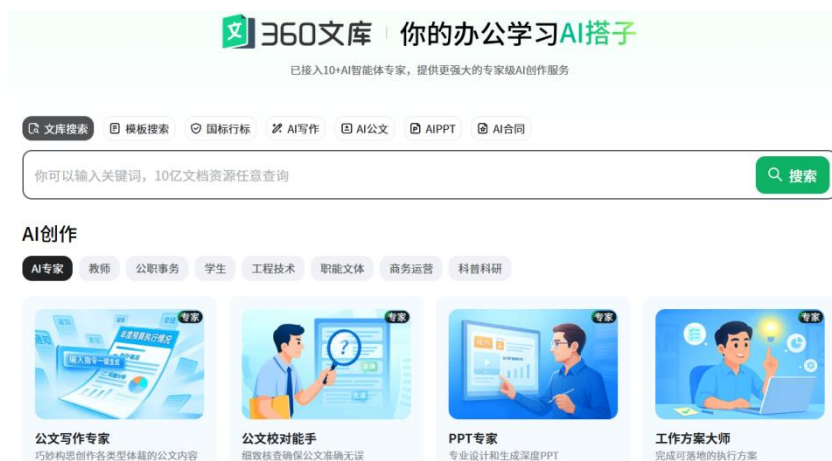 360文库 你的办公学习AI搭子
已接入10+AI智能体专家，提供更强大的专家级AI创作服务
文库搜索 模板搜索 国标行标 AI写作 AI公文 AIPPT AI合同
你可以输入关键词，10亿文档资源任意查询 搜索
AI创作
AI专家 教师 公职事务 学生 工程技术 职能文体 商务运营 科普科研
专家 专家 专家 专家
输入指令一键生成
公文写作专家 公文校对能手 PPT专家 工作方案大师
巧妙构思创作各类型体裁的公文内容 细致核查确保公文准确无误 专业设计和生成深度PPT 完成可落地的执行方案